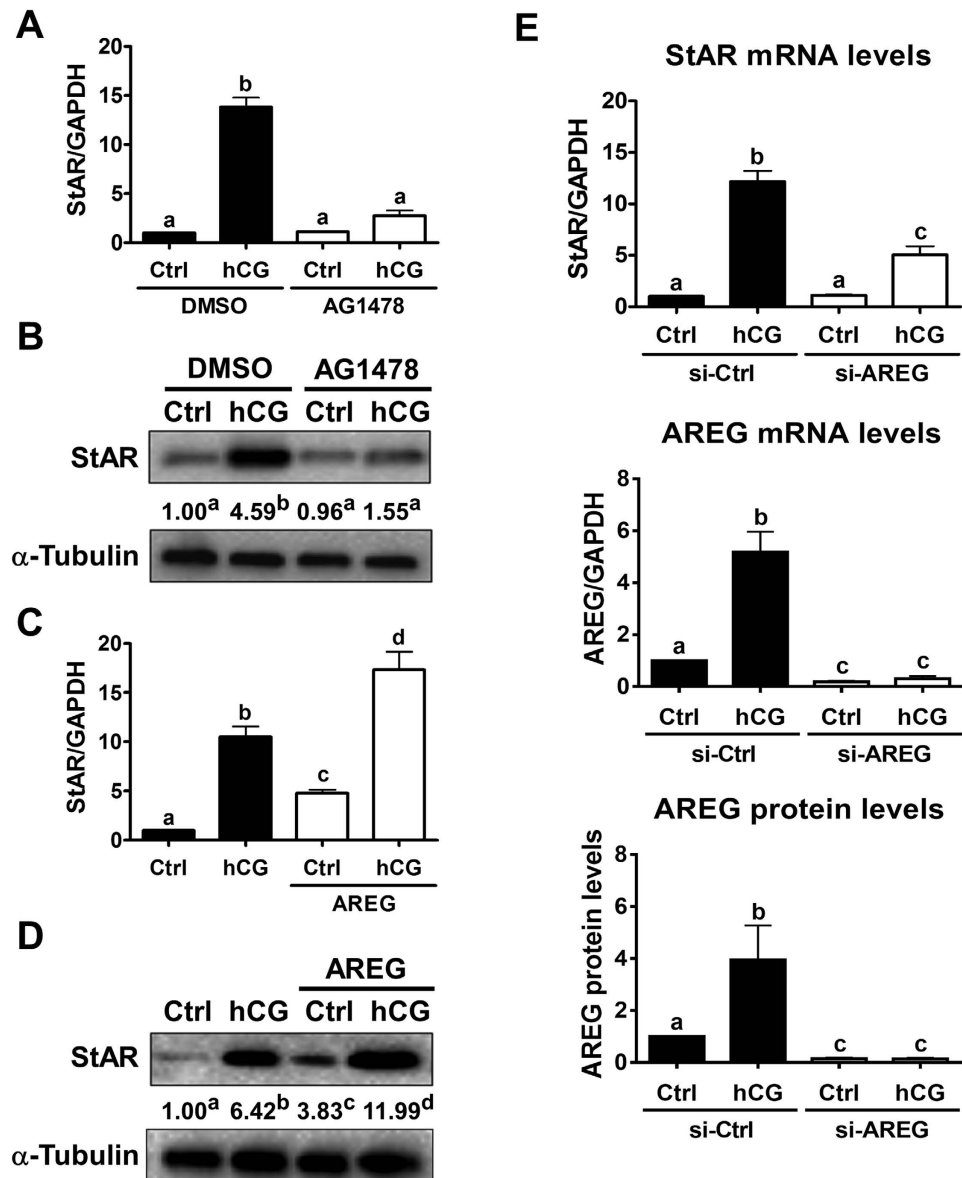 A
StAR/GAPDH
20
15
10
5
0
a
b
a
a
Ctrl hCG Ctrl hCG
DMSO AG1478
B
DMSO AG1478
Ctrl hCG Ctrl hCG
StAR
1.00a 4.59b 0.96a 1.55a
α-Tubulin
C
StAR/GAPDH
20
15
10
5
0
a
b
c
d
Ctrl hCG Ctrl hCG
AREG
D
AREG
Ctrl hCG Ctrl hCG
StAR
1.00a 6.42b 3.83c 11.99d
α-Tubulin
E
StAR mRNA levels
StAR/GAPDH
20
15
10
5
0
a
b
a
c
Ctrl hCG Ctrl hCG
si-Ctrl si-AREG
AREG mRNA levels
AREG/GAPDH
8
6
4
2
0
a
b
c
c
Ctrl hCG Ctrl hCG
si-Ctrl si-AREG
AREG protein levels
AREG protein levels
8
6
4
2
0
a
b
c
c
Ctrl hCG Ctrl hCG
si-Ctrl si-AREG